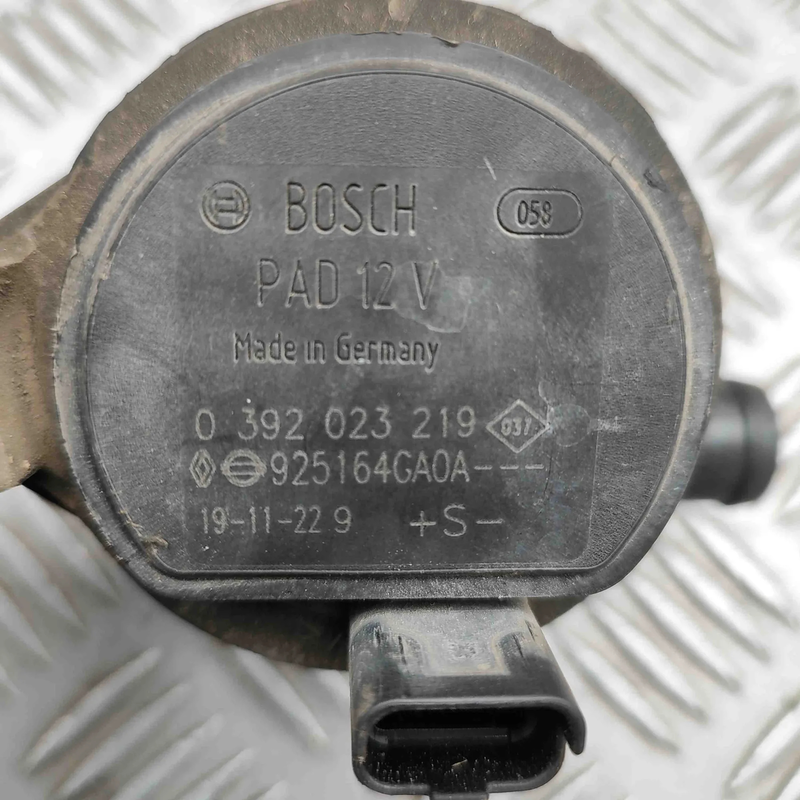 BOSCH 058
PAD 12 V
Made in Germany
0 392 023 219 037
925164GA0A---
19-11-22 9 +S-